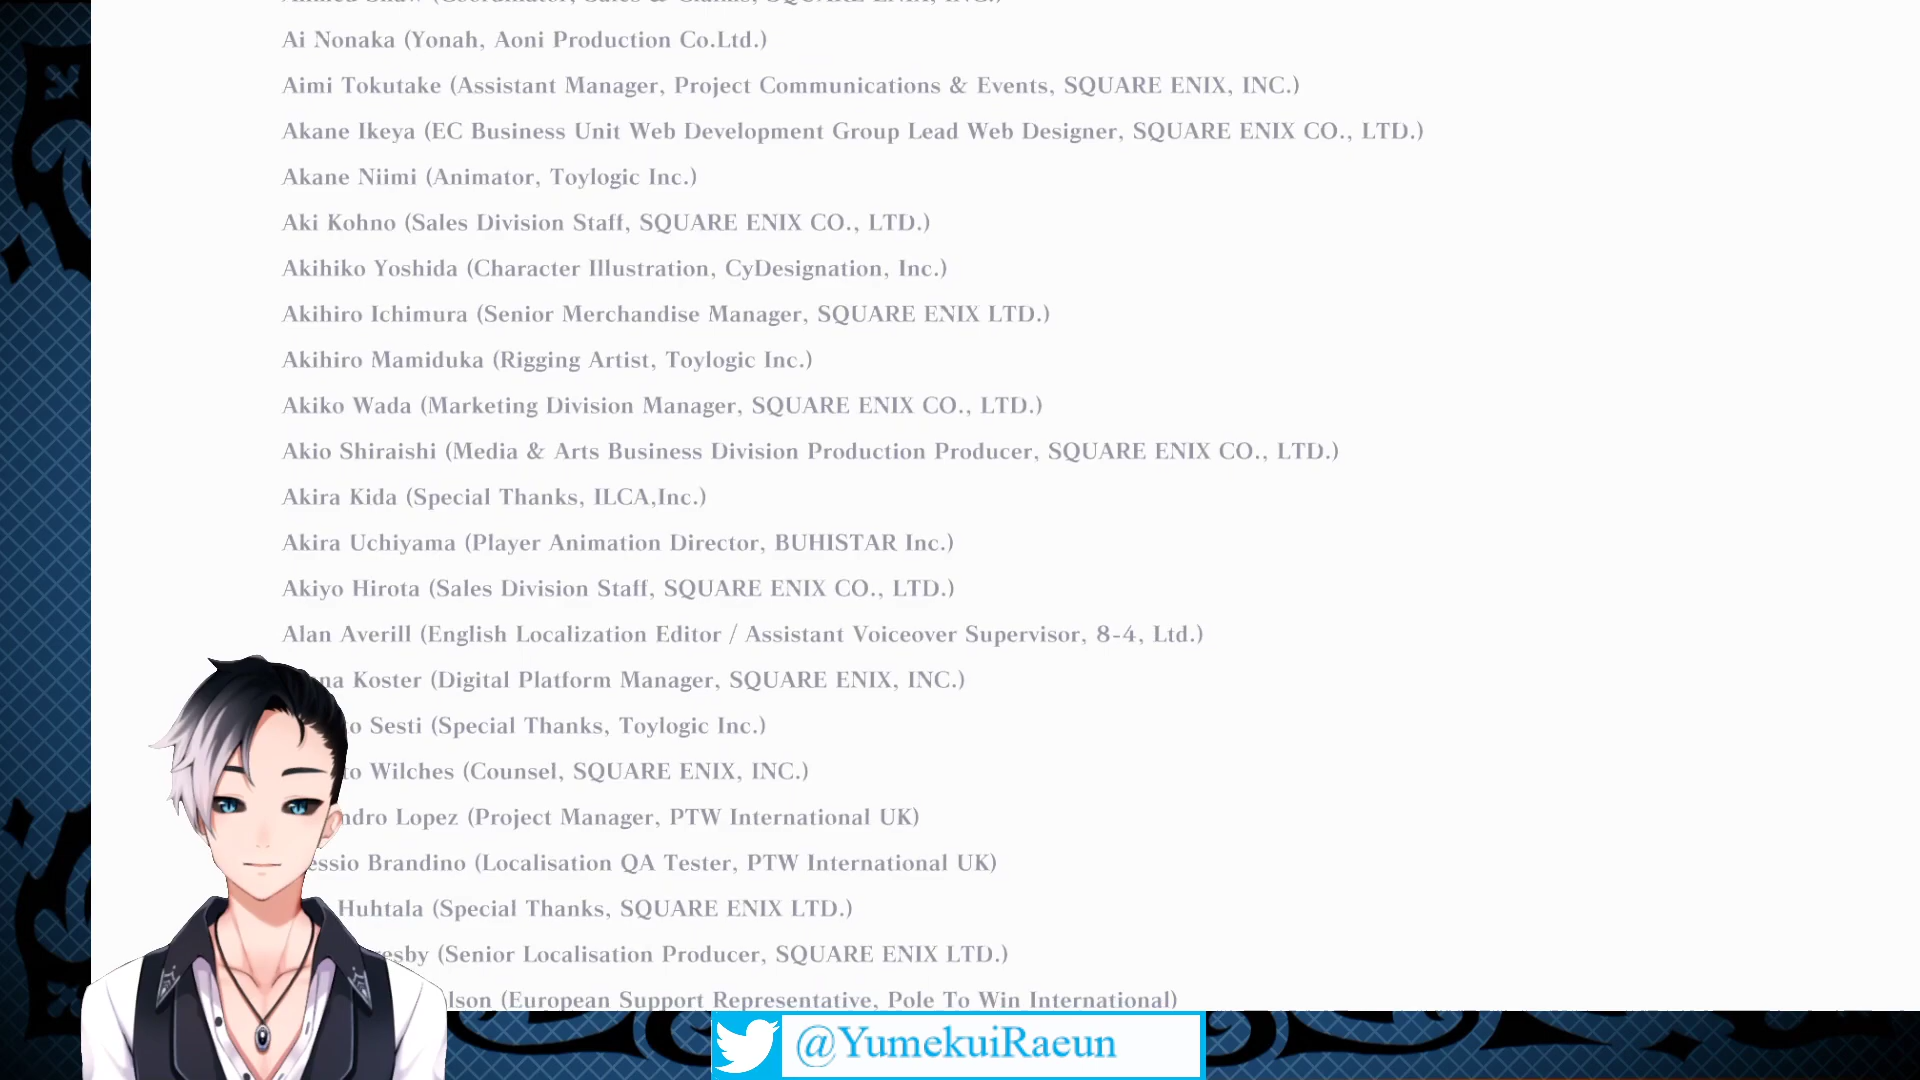 Ai Nonaka (Yonah, Aoni Production Co.Ltd.)
Aimi Tokutake (Assistant Manager, Project Communications & Events, SQUARE ENIX, INC.)
Akane Ikeya (EC Business Unit Web Development Group Lead Web Designer, SQUARE ENIX CO., LTD.)
Akane Niimi (Animator, Toylogic Inc.)
Aki Kohno (Sales Division Staff, SQUARE ENIX CO., LTD.)
Akihiko Yoshida (Character Illustration, CyDesignation, Inc.)
Akihiro Ichimura (Senior Merchandise Manager, SQUARE ENIX LTD.)
Akihiro Mamiduka (Rigging Artist, Toylogic Inc.)
Akiko Wada (Marketing Division Manager, SQUARE ENIX CO., LTD.)
Akio Shiraishi (Media & Arts Business Division Production Producer, SQUARE ENIX CO., LTD.)
Akira Kida (Special Thanks, ILCA,Inc.)
Akira Uchiyama (Player Animation Director, BUHISTAR Inc.)
Akiyo Hirota (Sales Division Staff, SQUARE ENIX CO., LTD.)
Alan Averill (English Localization Editor / Assistant Voiceover Supervisor, 8-4, Ltd.)
Koster (Digital Platform Manager, SQUARE ENIX, INC.)
Sesti (Special Thanks, Toylogic Inc.)
Wilches (Counsel, SQUARE ENIX, INC.)
Lopez (Project Manager, PTW International UK)
Brandino (Localisation QA Tester, PTW International UK)
Huhtala (Special Thanks, SQUARE ENIX LTD.)
(Senior Localisation Producer, SQUARE ENIX LTD.)
(European Support Representative, Pole To Win International)
@YumekuiRaeun